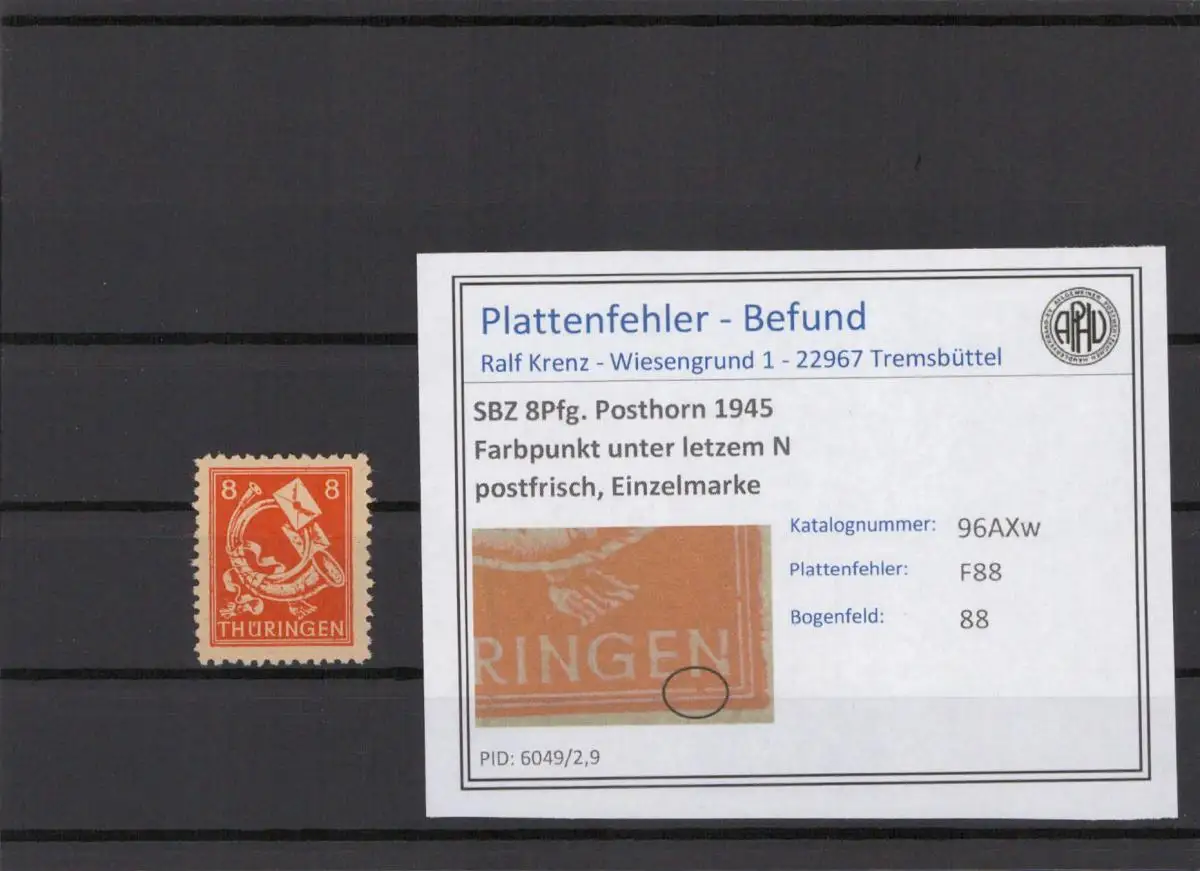 8 8
THÜRINGEN
Plattenfehler - Befund
Ralf Krenz - Wiesengrund 1 - 22967 Tremsbüttel
APHV
SBZ 8Pfg. Posthorn 1945
Farbpunkt unter letzem N
postfrisch, Einzelmarke
RINGEN
Katalognummer: 96AXw
Plattenfehler: F88
Bogenfeld: 88
PID: 6049/2,9